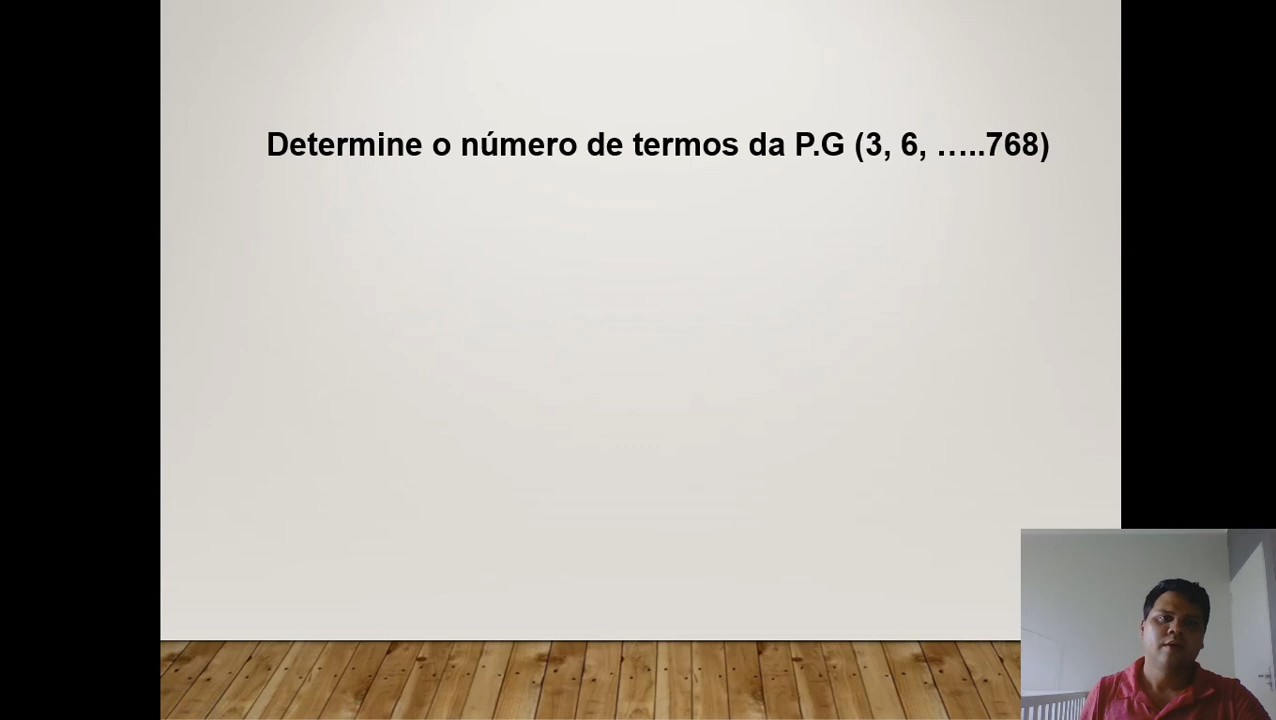 Determine o número de termos da P.G (3, 6, …..768)